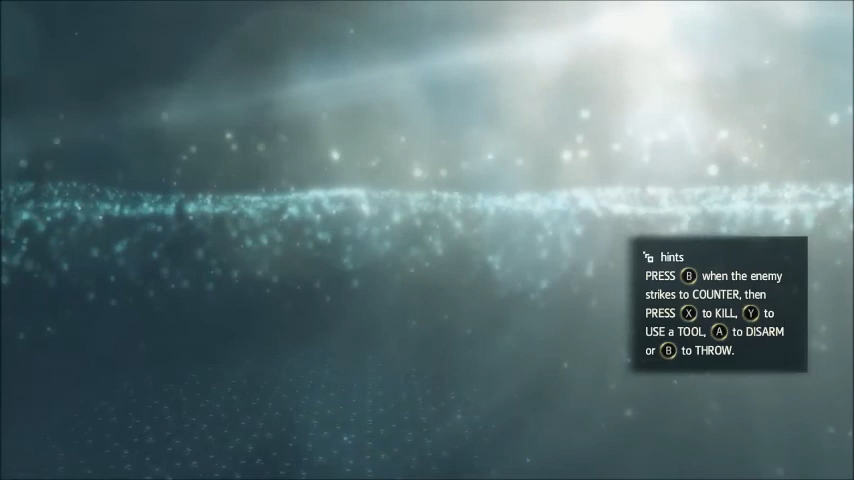 hints
PRESS B when the enemy
strikes to COUNTER, then
PRESS X to KILL, Y to
USE a TOOL, A to DISARM
or B to THROW.